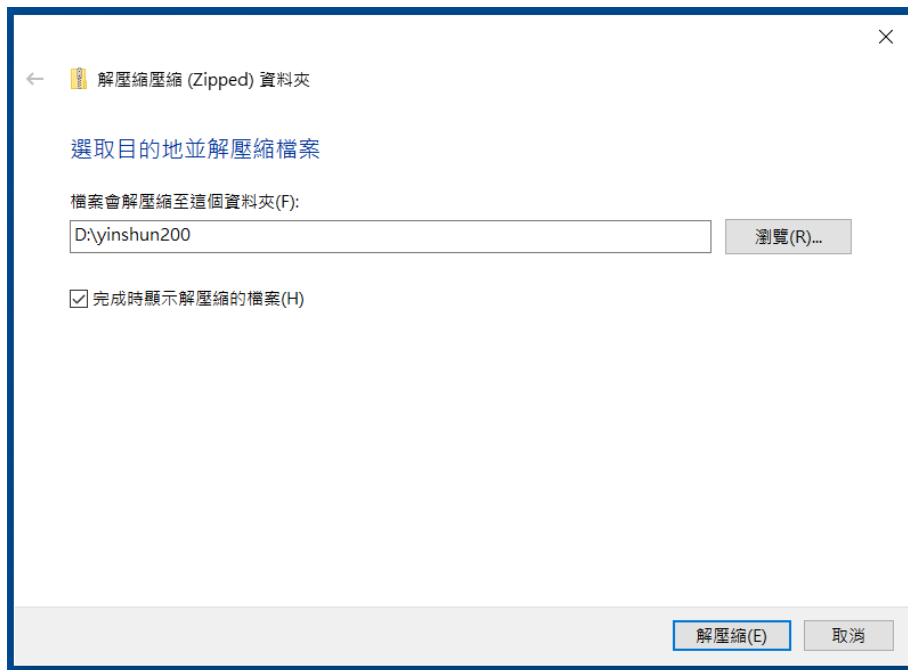 解壓縮壓縮 (Zipped) 資料夾
選取目的地並解壓縮檔案
檔案會解壓縮至這個資料夾(F):
D:\yinshun200
瀏覽(R)...
完成時顯示解壓縮的檔案(H)
解壓縮(E)
取消